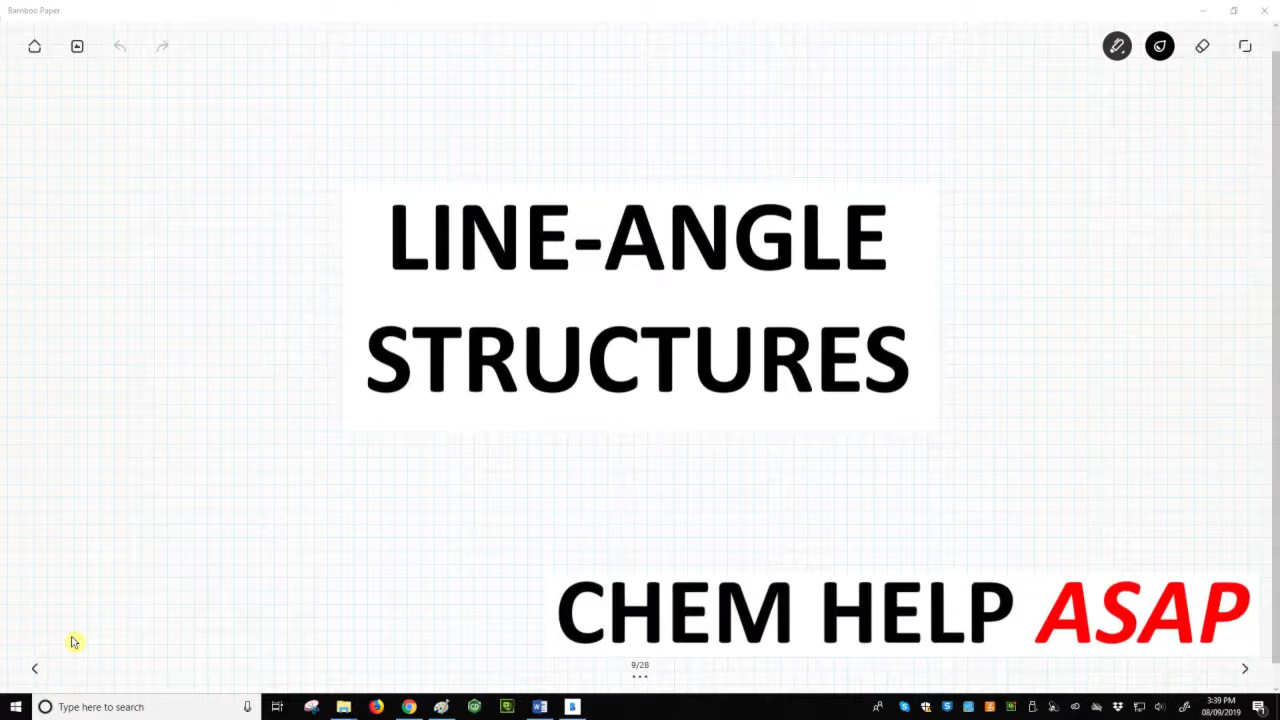 Bamboo Paper
LINE-ANGLE
STRUCTURES
CHEM HELP ASAP
9/28
Type here to search
3:39 PM
08/09/2019